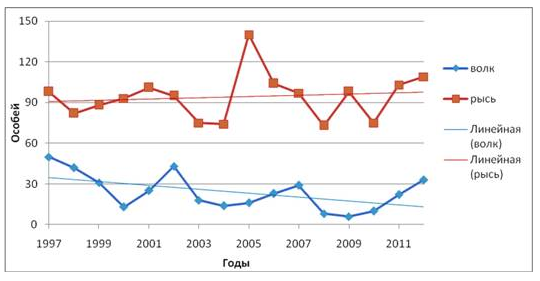 150
120
90
60
30
0
Особей
1997
1999
2001
2003
2005
2007
2009
2011
Годы
волк
рысь
Линейная
(волк)
Линейная
(рысь)